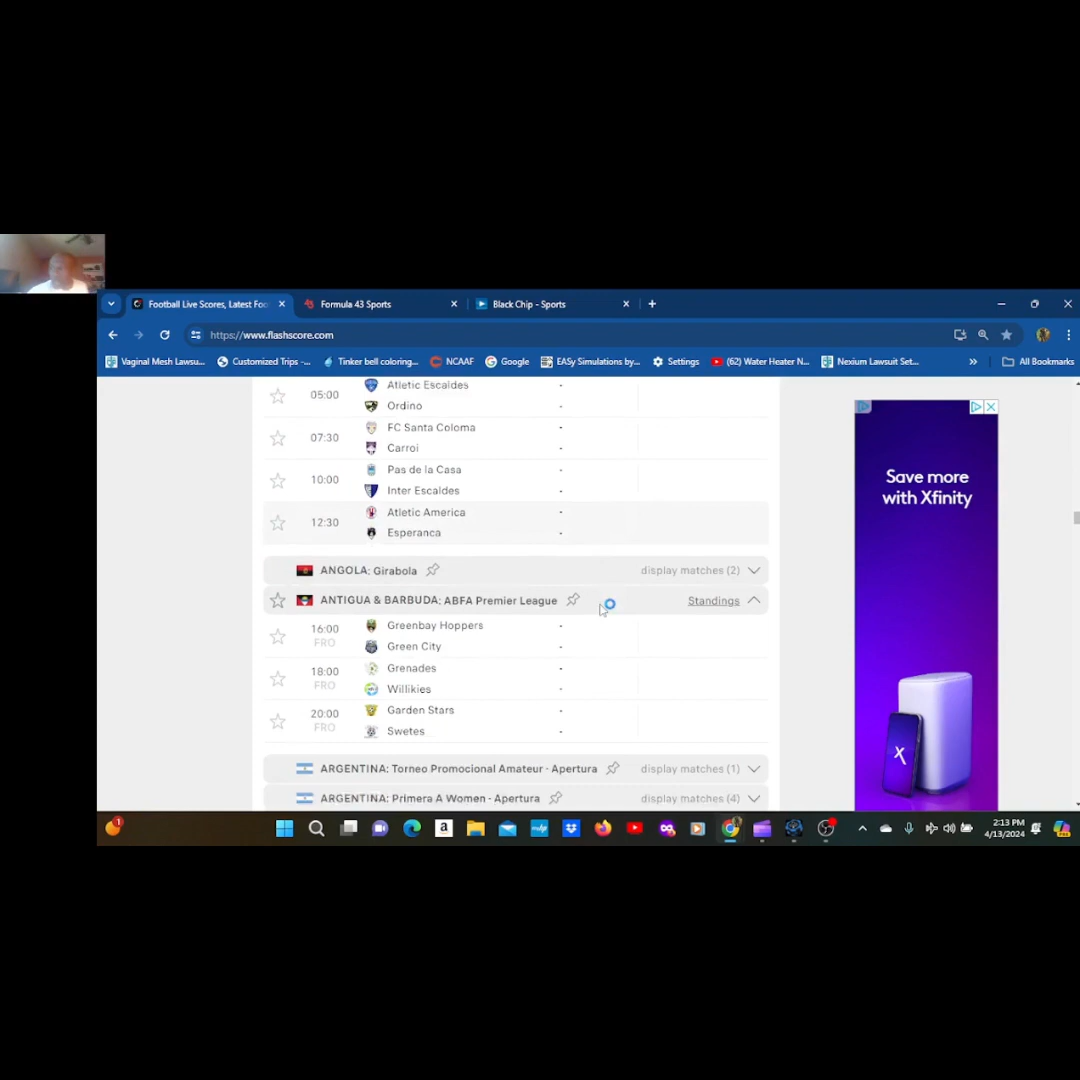 Football Live Scores, Latest Foo
Formula 43 Sports
Black Chip - Sports
https://www.flashscore.com
Vaginal Mesh Lawsu...
Customized Trips -...
Tinker bell coloring...
NCAAF
Google
EASy Simulations by...
Settings
(62) Water Heater N...
Nexium Lawsuit Set...
All Bookmarks
05:00
Atletic Escaldes -
Ordino -
07:30
FC Santa Coloma -
Carroi -
10:00
Pas de la Casa -
Inter Escaldes -
12:30
Atletic America -
Esperanca -
ANGOLA: Girabola display matches (2)
ANTIGUA & BARBUDA: ABFA Premier League Standings
16:00
FRO
Greenbay Hoppers -
Green City -
18:00
FRO
Grenades -
Willikies -
20:00
FRO
Garden Stars -
Swetes -
ARGENTINA: Torneo Promocional Amateur - Apertura display matches (1)
ARGENTINA: Primera A Women - Apertura display matches (4)
Save more
with Xfinity
X
2:13 PM
4/13/2024